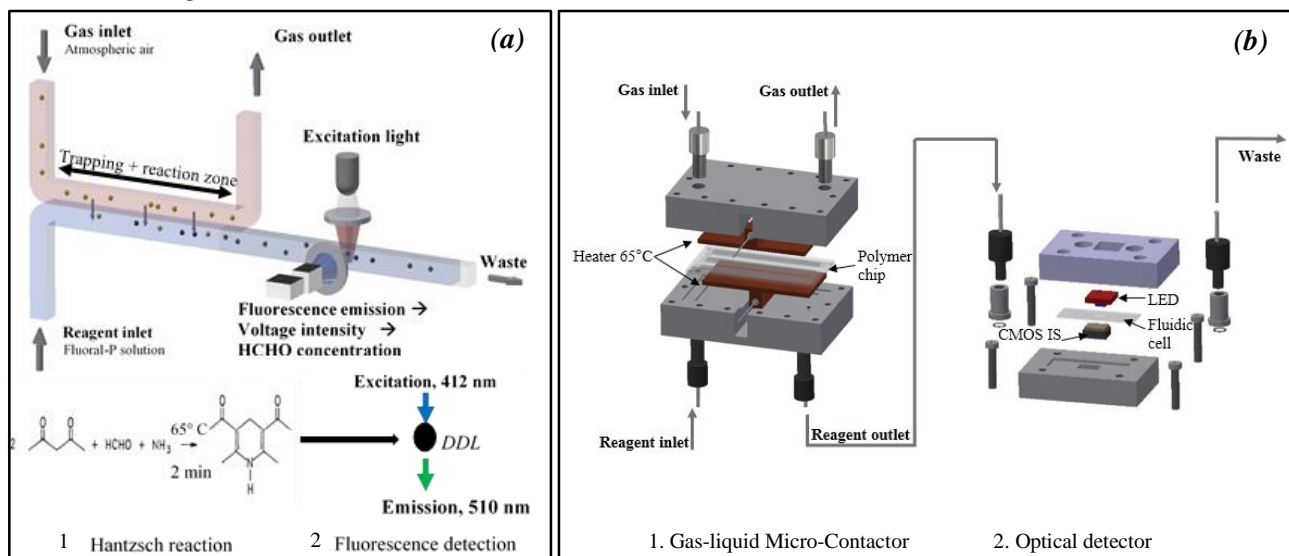 (a)
Gas inlet
Atmospheric air
Gas outlet
Trapping + reaction zone
Excitation light
Waste
Fluorescence emission →
Voltage intensity →
HCHO concentration
Reagent inlet
Fluoral-P solution
Excitation, 412 nm
DDL
Emission, 510 nm
2 O O + HCHO + NH3 65° C O O
2 min
N
H
1 Hantzsch reaction 2 Fluorescence detection
(b)
Gas inlet Gas outlet
Waste
Heater 65°C
Polymer
chip
LED
Fluidic
cell
CMOS IS
Reagent inlet Reagent outlet
1. Gas-liquid Micro-Contactor 2. Optical detector